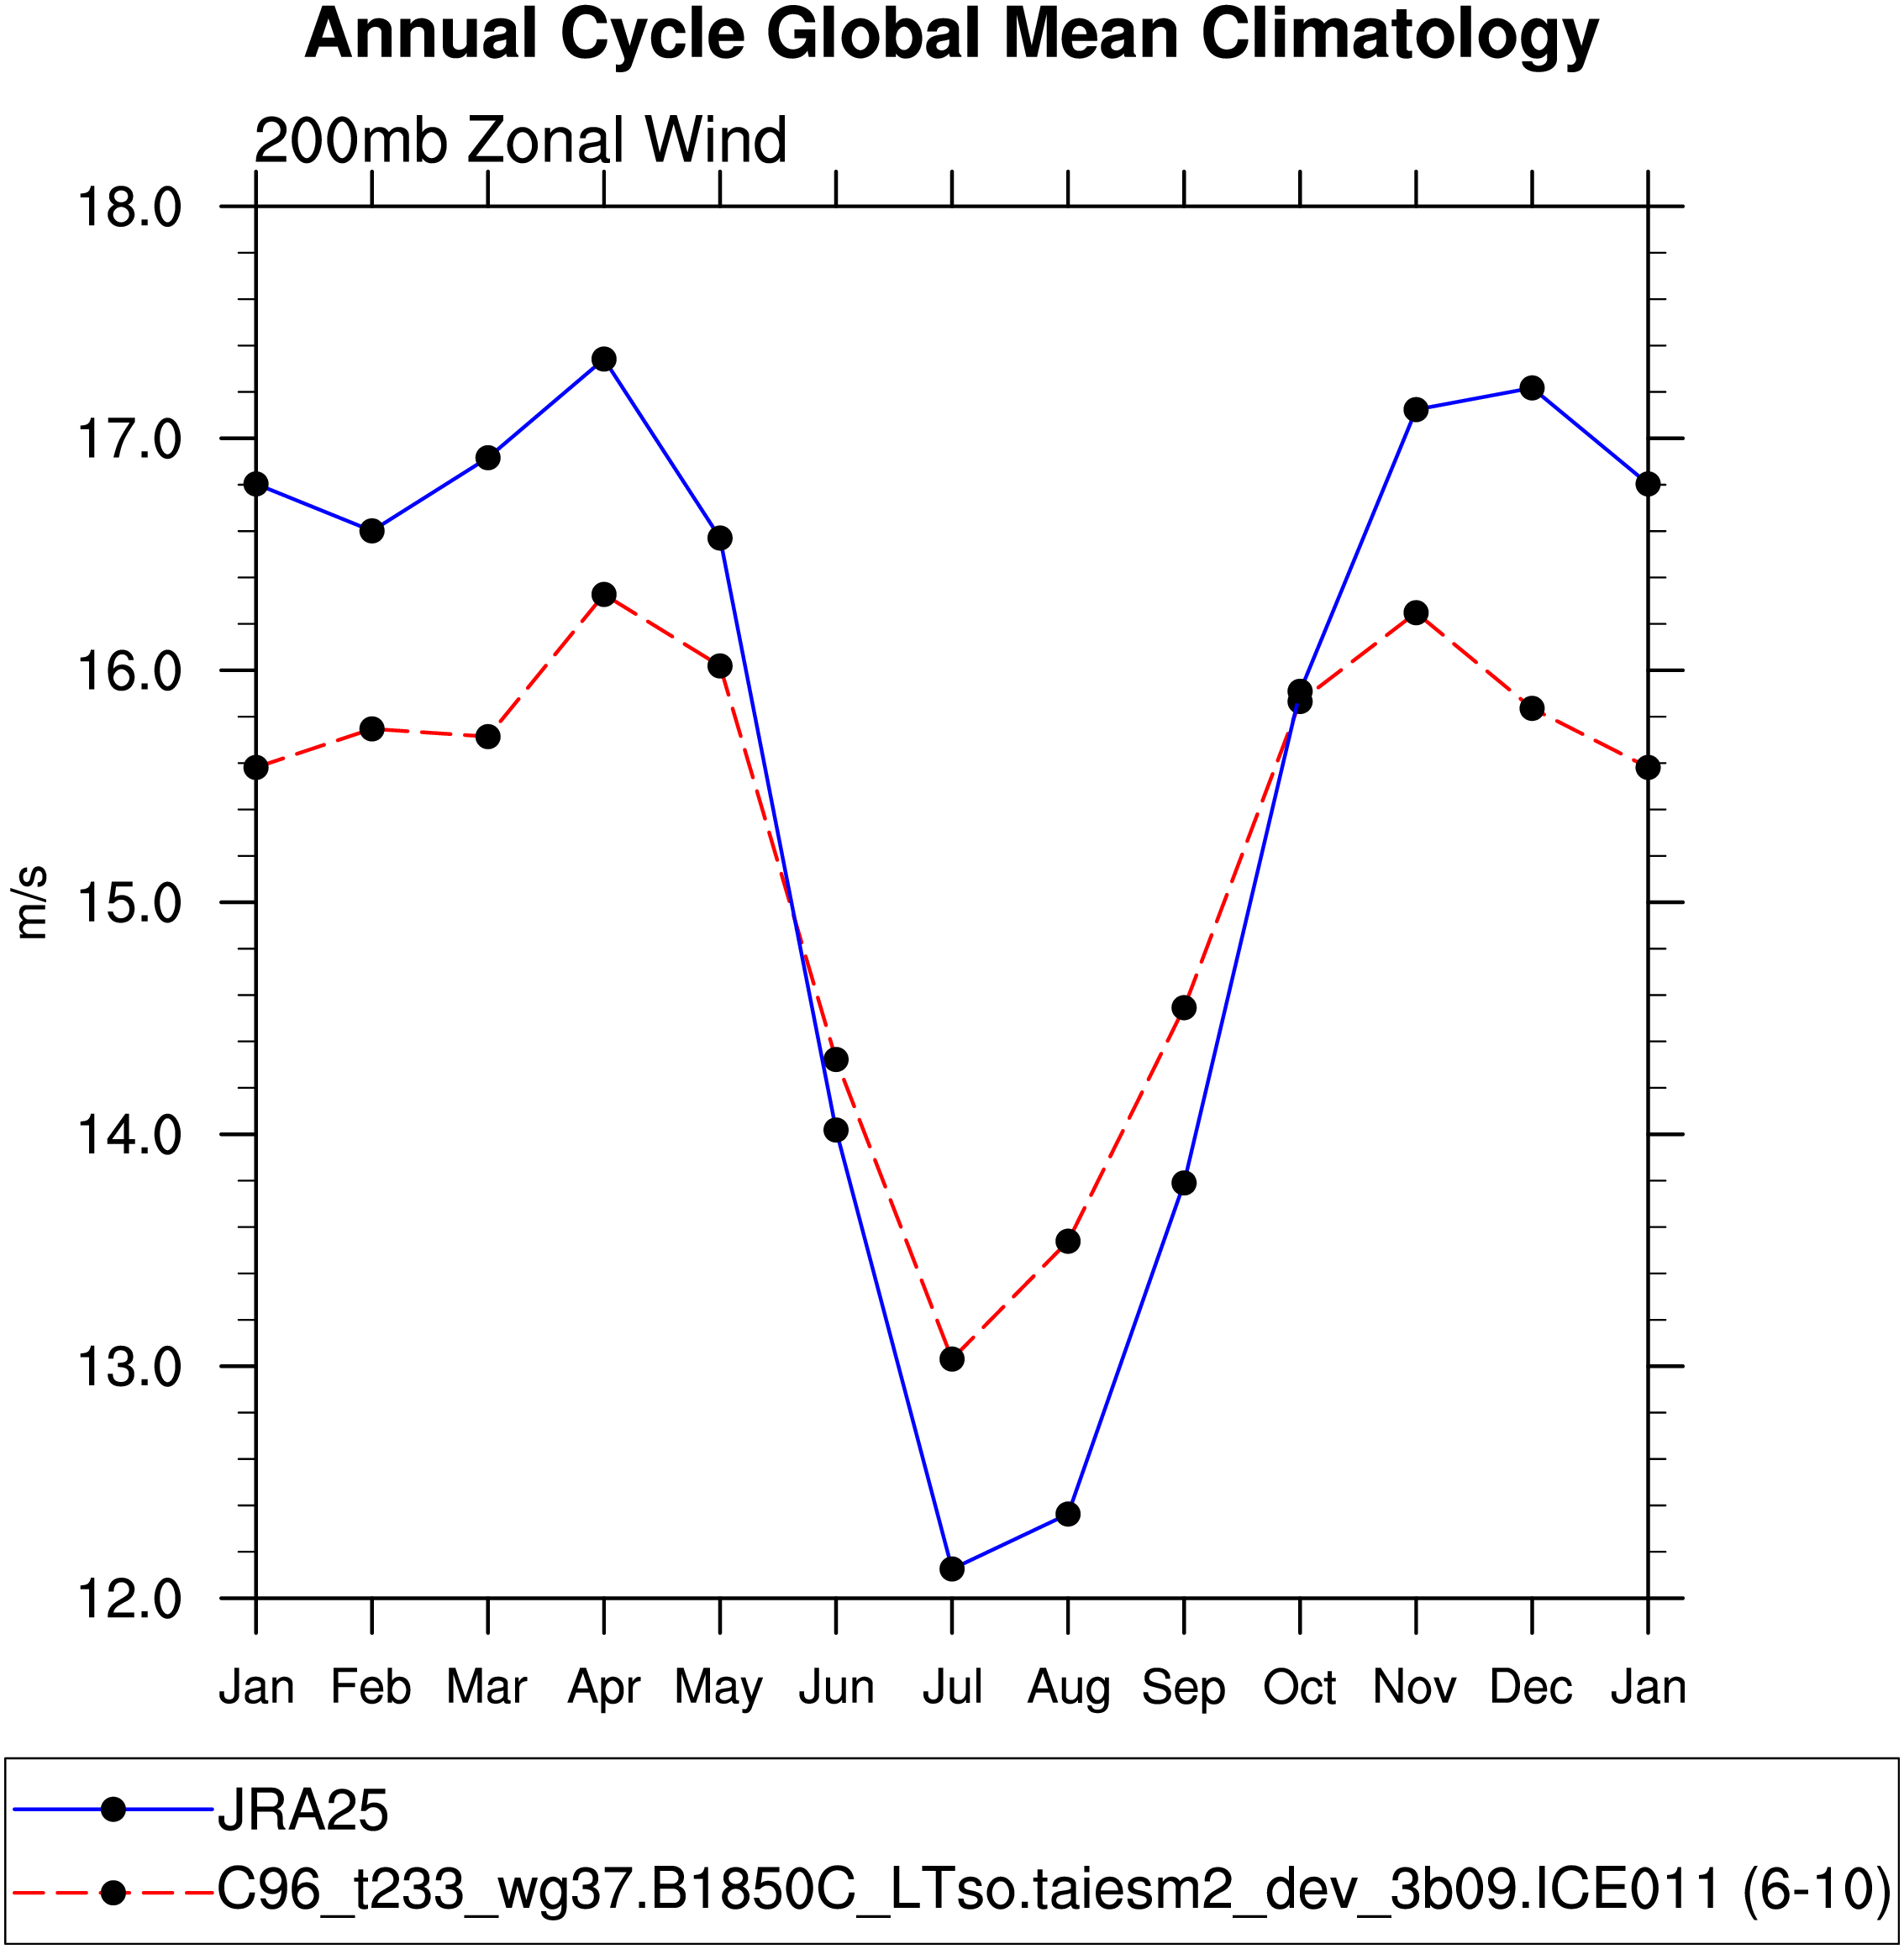 Annual Cycle Global Mean Climatology
200mb Zonal Wind
18.0
17.0
16.0
15.0
14.0
13.0
12.0
m/s
Jan Feb Mar Apr May Jun Jul Aug Sep Oct Nov Dec Jan
JRA25
C96_t233_wg37.B1850C_LTso.taiesm2_dev_3b09.ICE011 (6-10)